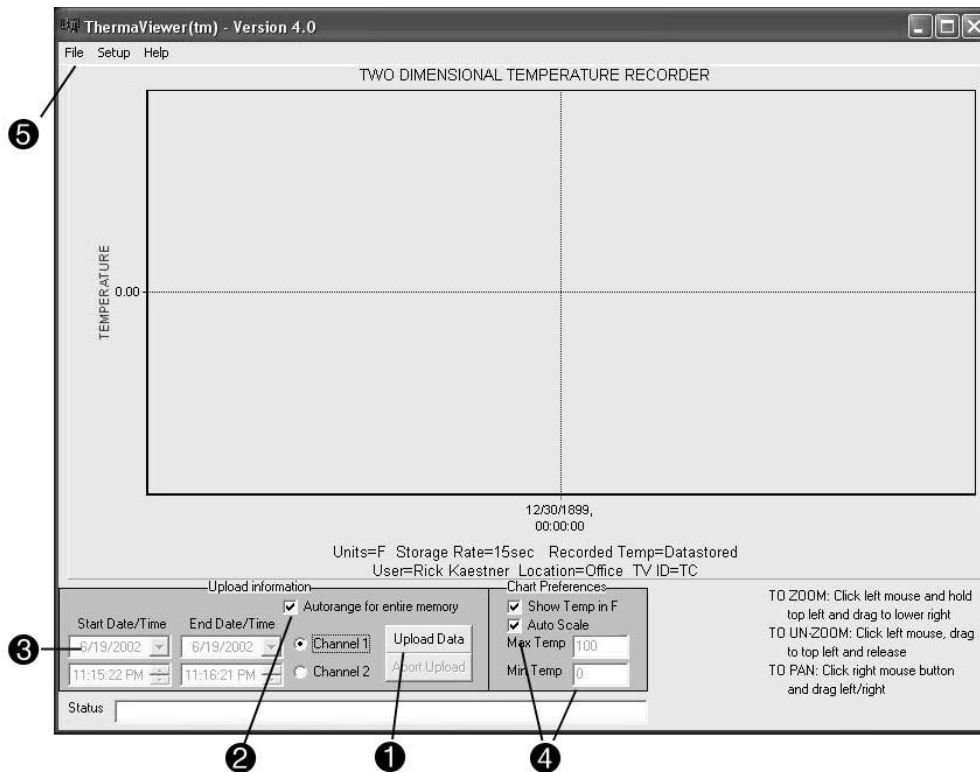 ThermaViewer(tm) - Version 4.0
File Setup Help
TWO DIMENSIONAL TEMPERATURE RECORDER
5
TEMPERATURE
0.00
12/30/1899,
00:00:00
Units=F Storage Rate=15sec Recorded Temp=Datastored
User=Rick Kaestner Location=Office TV ID=TC
Upload information
Autorange for entire memory
Start Date/Time End Date/Time
3
6/19/2002 6/19/2002
11:15:22 PM 11:16:21 PM
Channel 1
Channel 2
Upload Data
Abort Upload
Chart Preferences
Show Temp in F
Auto Scale
Max Temp 100
Min Temp 0
TO ZOOM: Click left mouse and hold
top left and drag to lower right
TO UN-ZOOM: Click left mouse, drag
to top left and release
TO PAN: Click right mouse button
and drag left/right
Status
2 1 4